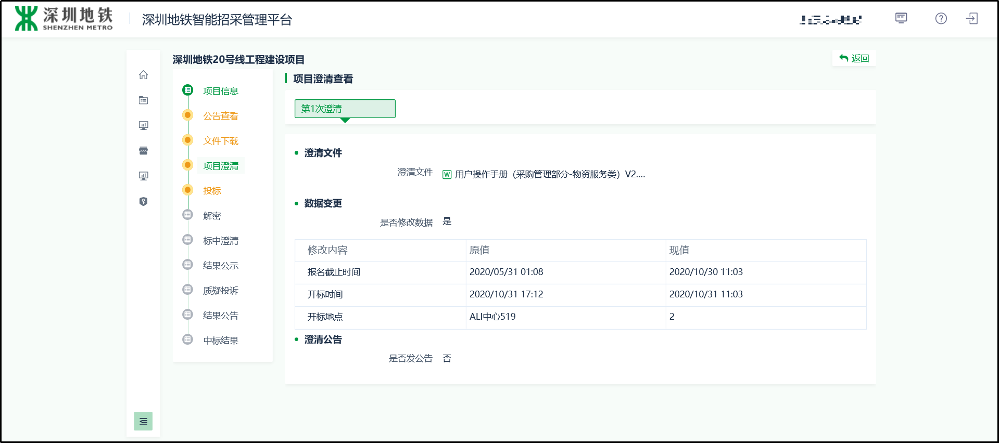 深圳地铁
SHENZHEN METRO
深圳地铁智能招采管理平台
深圳地铁20号线工程建设项目
返回
项目信息
公告查看
文件下载
项目澄清
投标
解密
标中澄清
结果公示
质疑投诉
结果公告
中标结果
项目澄清查看
第1次澄清
澄清文件
澄清文件 W 用户操作手册（采购管理部分-物资服务类）V2....
数据变更
是否修改数据 是
修改内容 原值 现值
报名截止时间 2020/05/31 01:08 2020/10/30 11:03
开标时间 2020/10/31 17:12 2020/10/31 11:03
开标地点 ALI中心519 2
澄清公告
是否发公告 否